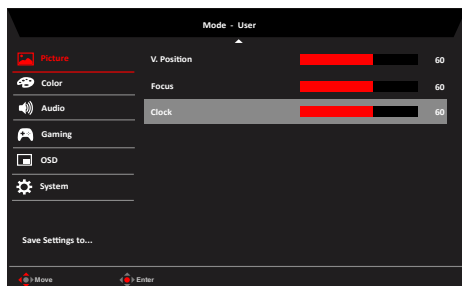 Mode - User
Picture
V. Position 60
Color
Focus 60
Audio
Clock 60
Gaming
OSD
System
Save Settings to...
Move Enter